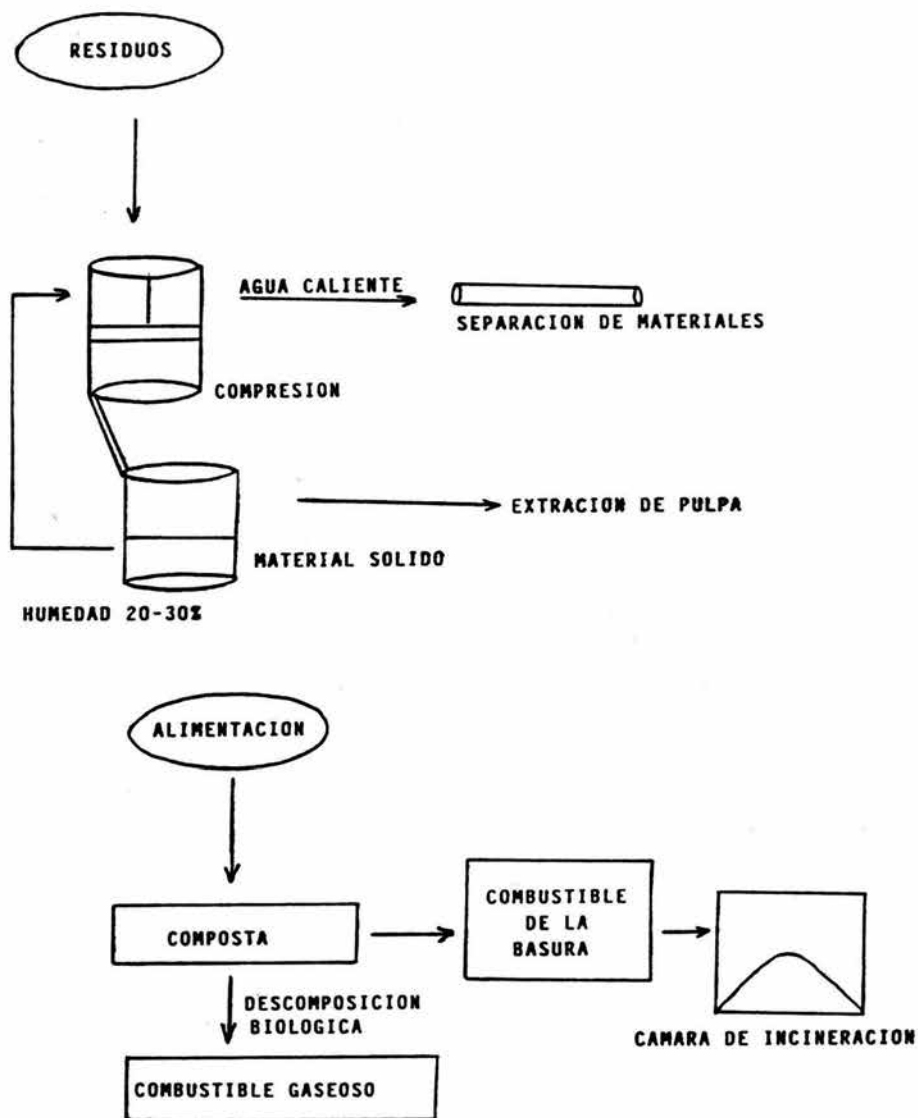 RESIDUOS
AGUA CALIENTE
SEPARACION DE MATERIALES
COMPRESION
EXTRACION DE PULPA
MATERIAL SOLIDO
HUMEDAD 20-30%
ALIMENTACION
COMPOSTA
COMBUSTIBLE
DE LA
BASURA
DESCOMPOSICION
BIOLOGICA
CAMARA DE INCINERACION
COMBUSTIBLE GASEOSO